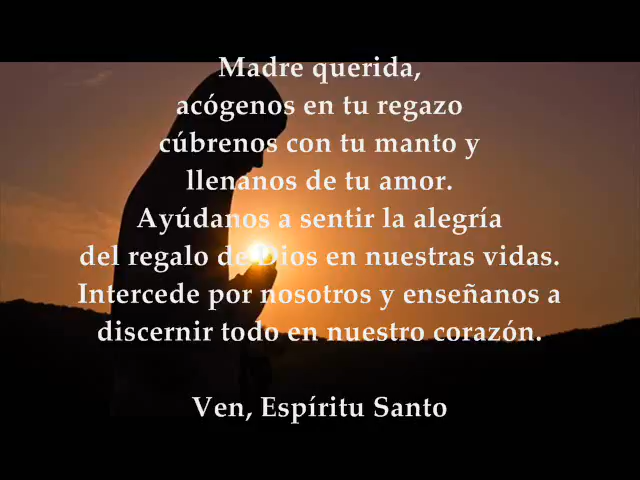 Madre querida,
acógenos en tu regazo
cúbrenos con tu manto y
llenanos de tu amor.
Ayúdanos a sentir la alegría
del regalo de Dios en nuestras vidas.
Intercede por nosotros y enseñanos a
discernir todo en nuestro corazón.
Ven, Espíritu Santo